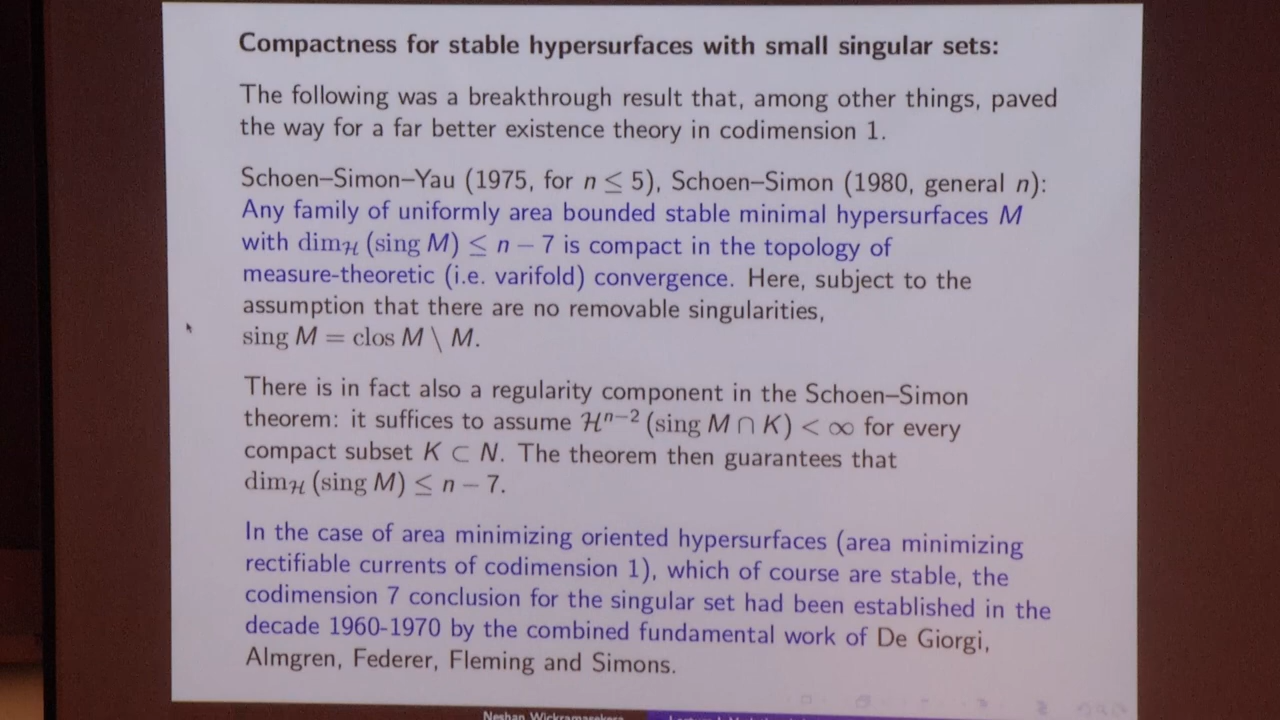 Compactness for stable hypersurfaces with small singular sets:
The following was a breakthrough result that, among other things, paved
the way for a far better existence theory in codimension 1.
Schoen–Simon–Yau (1975, for n ≤ 5), Schoen–Simon (1980, general n):
Any family of uniformly area bounded stable minimal hypersurfaces M
with dim_ℋ (sing M) ≤ n − 7 is compact in the topology of
measure-theoretic (i.e. varifold) convergence. Here, subject to the
assumption that there are no removable singularities,
sing M = clos M \ M.
There is in fact also a regularity component in the Schoen–Simon
theorem: it suffices to assume ℋⁿ⁻² (sing M ∩ K) < ∞ for every
compact subset K ⊂ N. The theorem then guarantees that
dim_ℋ (sing M) ≤ n − 7.
In the case of area minimizing oriented hypersurfaces (area minimizing
rectifiable currents of codimension 1), which of course are stable, the
codimension 7 conclusion for the singular set had been established in the
decade 1960-1970 by the combined fundamental work of De Giorgi,
Almgren, Federer, Fleming and Simons.
Neshan Wickramasekera